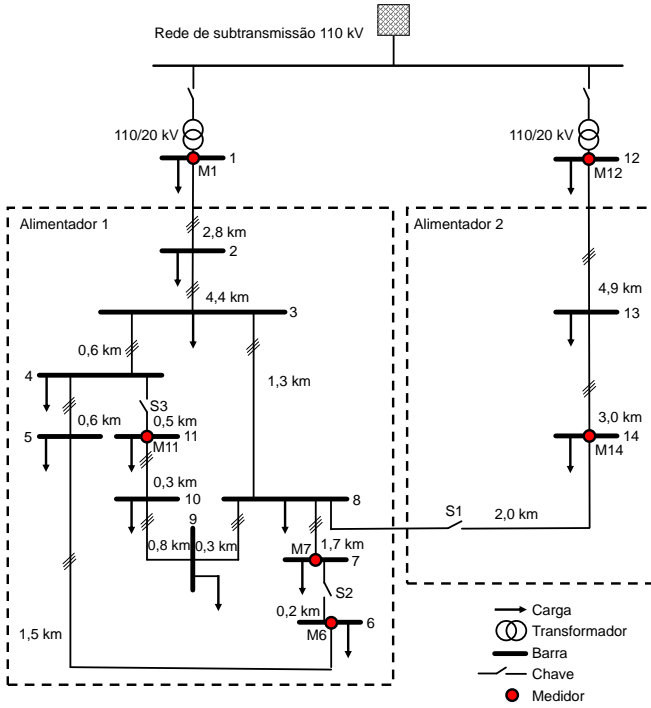 Rede de subtransmissão 110 kV
110/20 kV
110/20 kV
M1
1
M12
12
Alimentador 1
Alimentador 2
2,8 km
2
4,4 km
3
4,9 km
13
0,6 km
1,3 km
4
S3
0,6 km
0,5 km
5
11
M11
3,0 km
14
M14
0,3 km
10
8
9
S1
2,0 km
0,8 km
0,3 km
M7
1,7 km
7
S2
0,2 km
M6
6
1,5 km
Carga
Transformador
Barra
Chave
Medidor